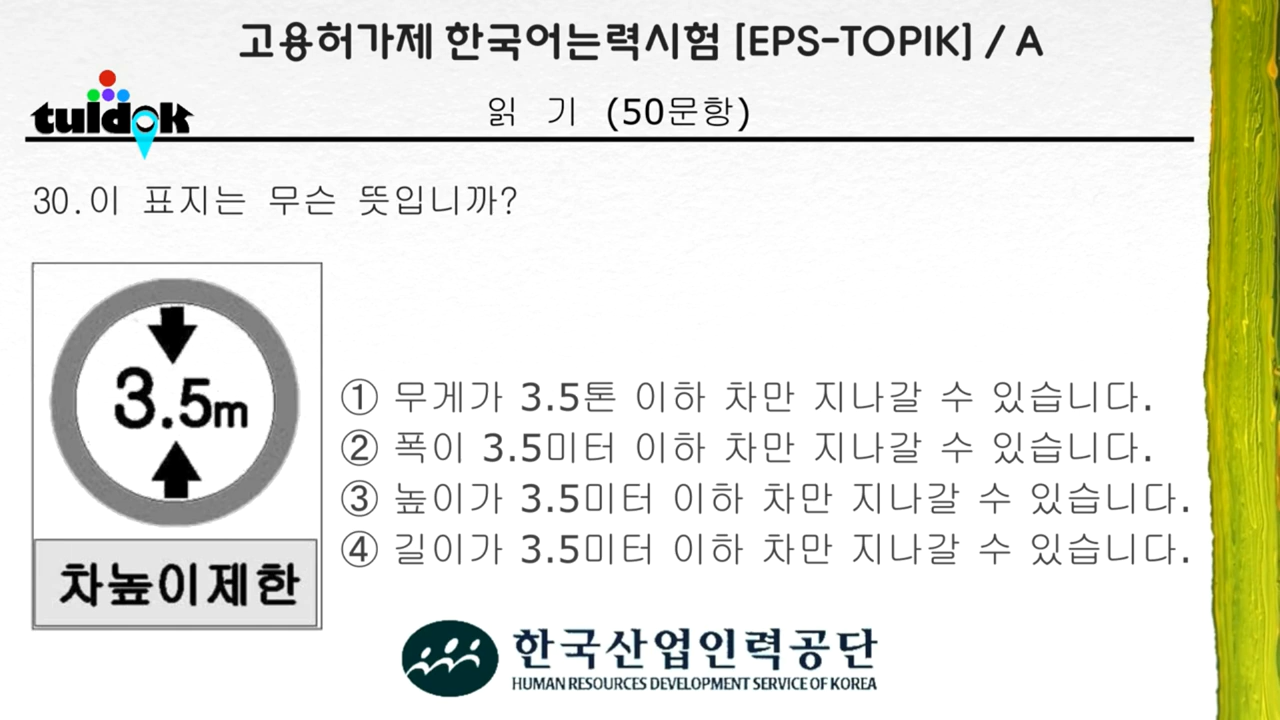 고용허가제 한국어능력시험 [EPS-TOPIK] / A
tuidok
읽 기 (50문항)
30.이 표지는 무슨 뜻입니까?
3.5m
차높이제한
① 무게가 3.5톤 이하 차만 지나갈 수 있습니다.
② 폭이 3.5미터 이하 차만 지나갈 수 있습니다.
③ 높이가 3.5미터 이하 차만 지나갈 수 있습니다.
④ 길이가 3.5미터 이하 차만 지나갈 수 있습니다.
한국산업인력공단
HUMAN RESOURCES DEVELOPMENT SERVICE OF KOREA